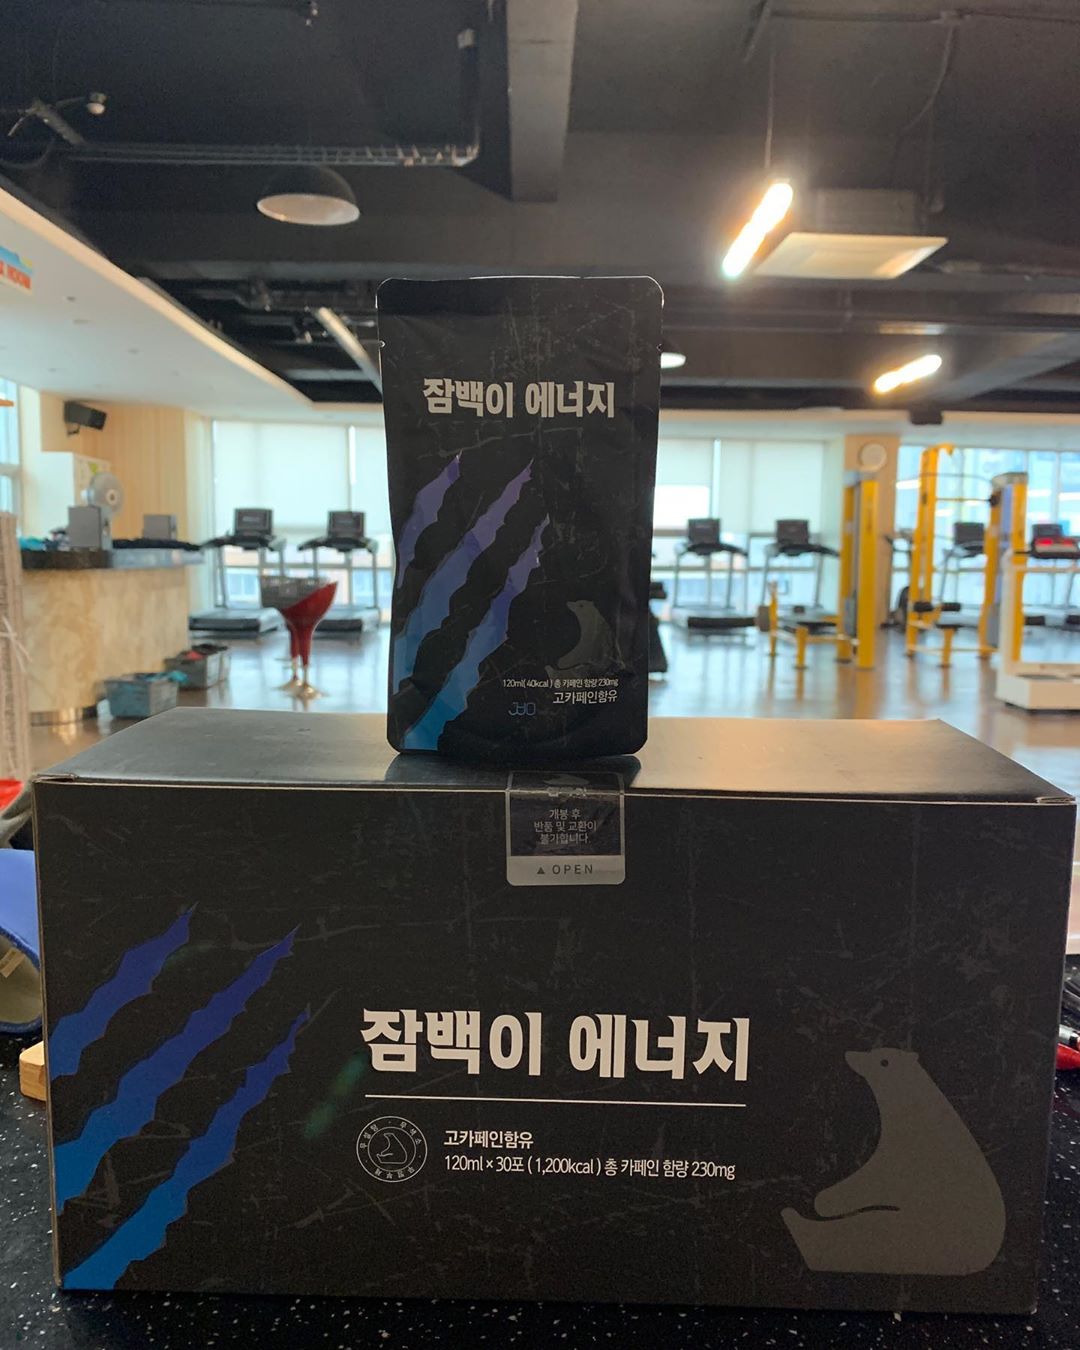 잠백이 에너지
120ml( 40kcal ) 총 카페인 함량 230mg
고카페인함유
개봉 후
반품 및 교환이
불가합니다.
▲ OPEN
잠백이 에너지
고카페인함유
120ml × 30포 ( 1,200kcal ) 총 카페인 함량 230mg